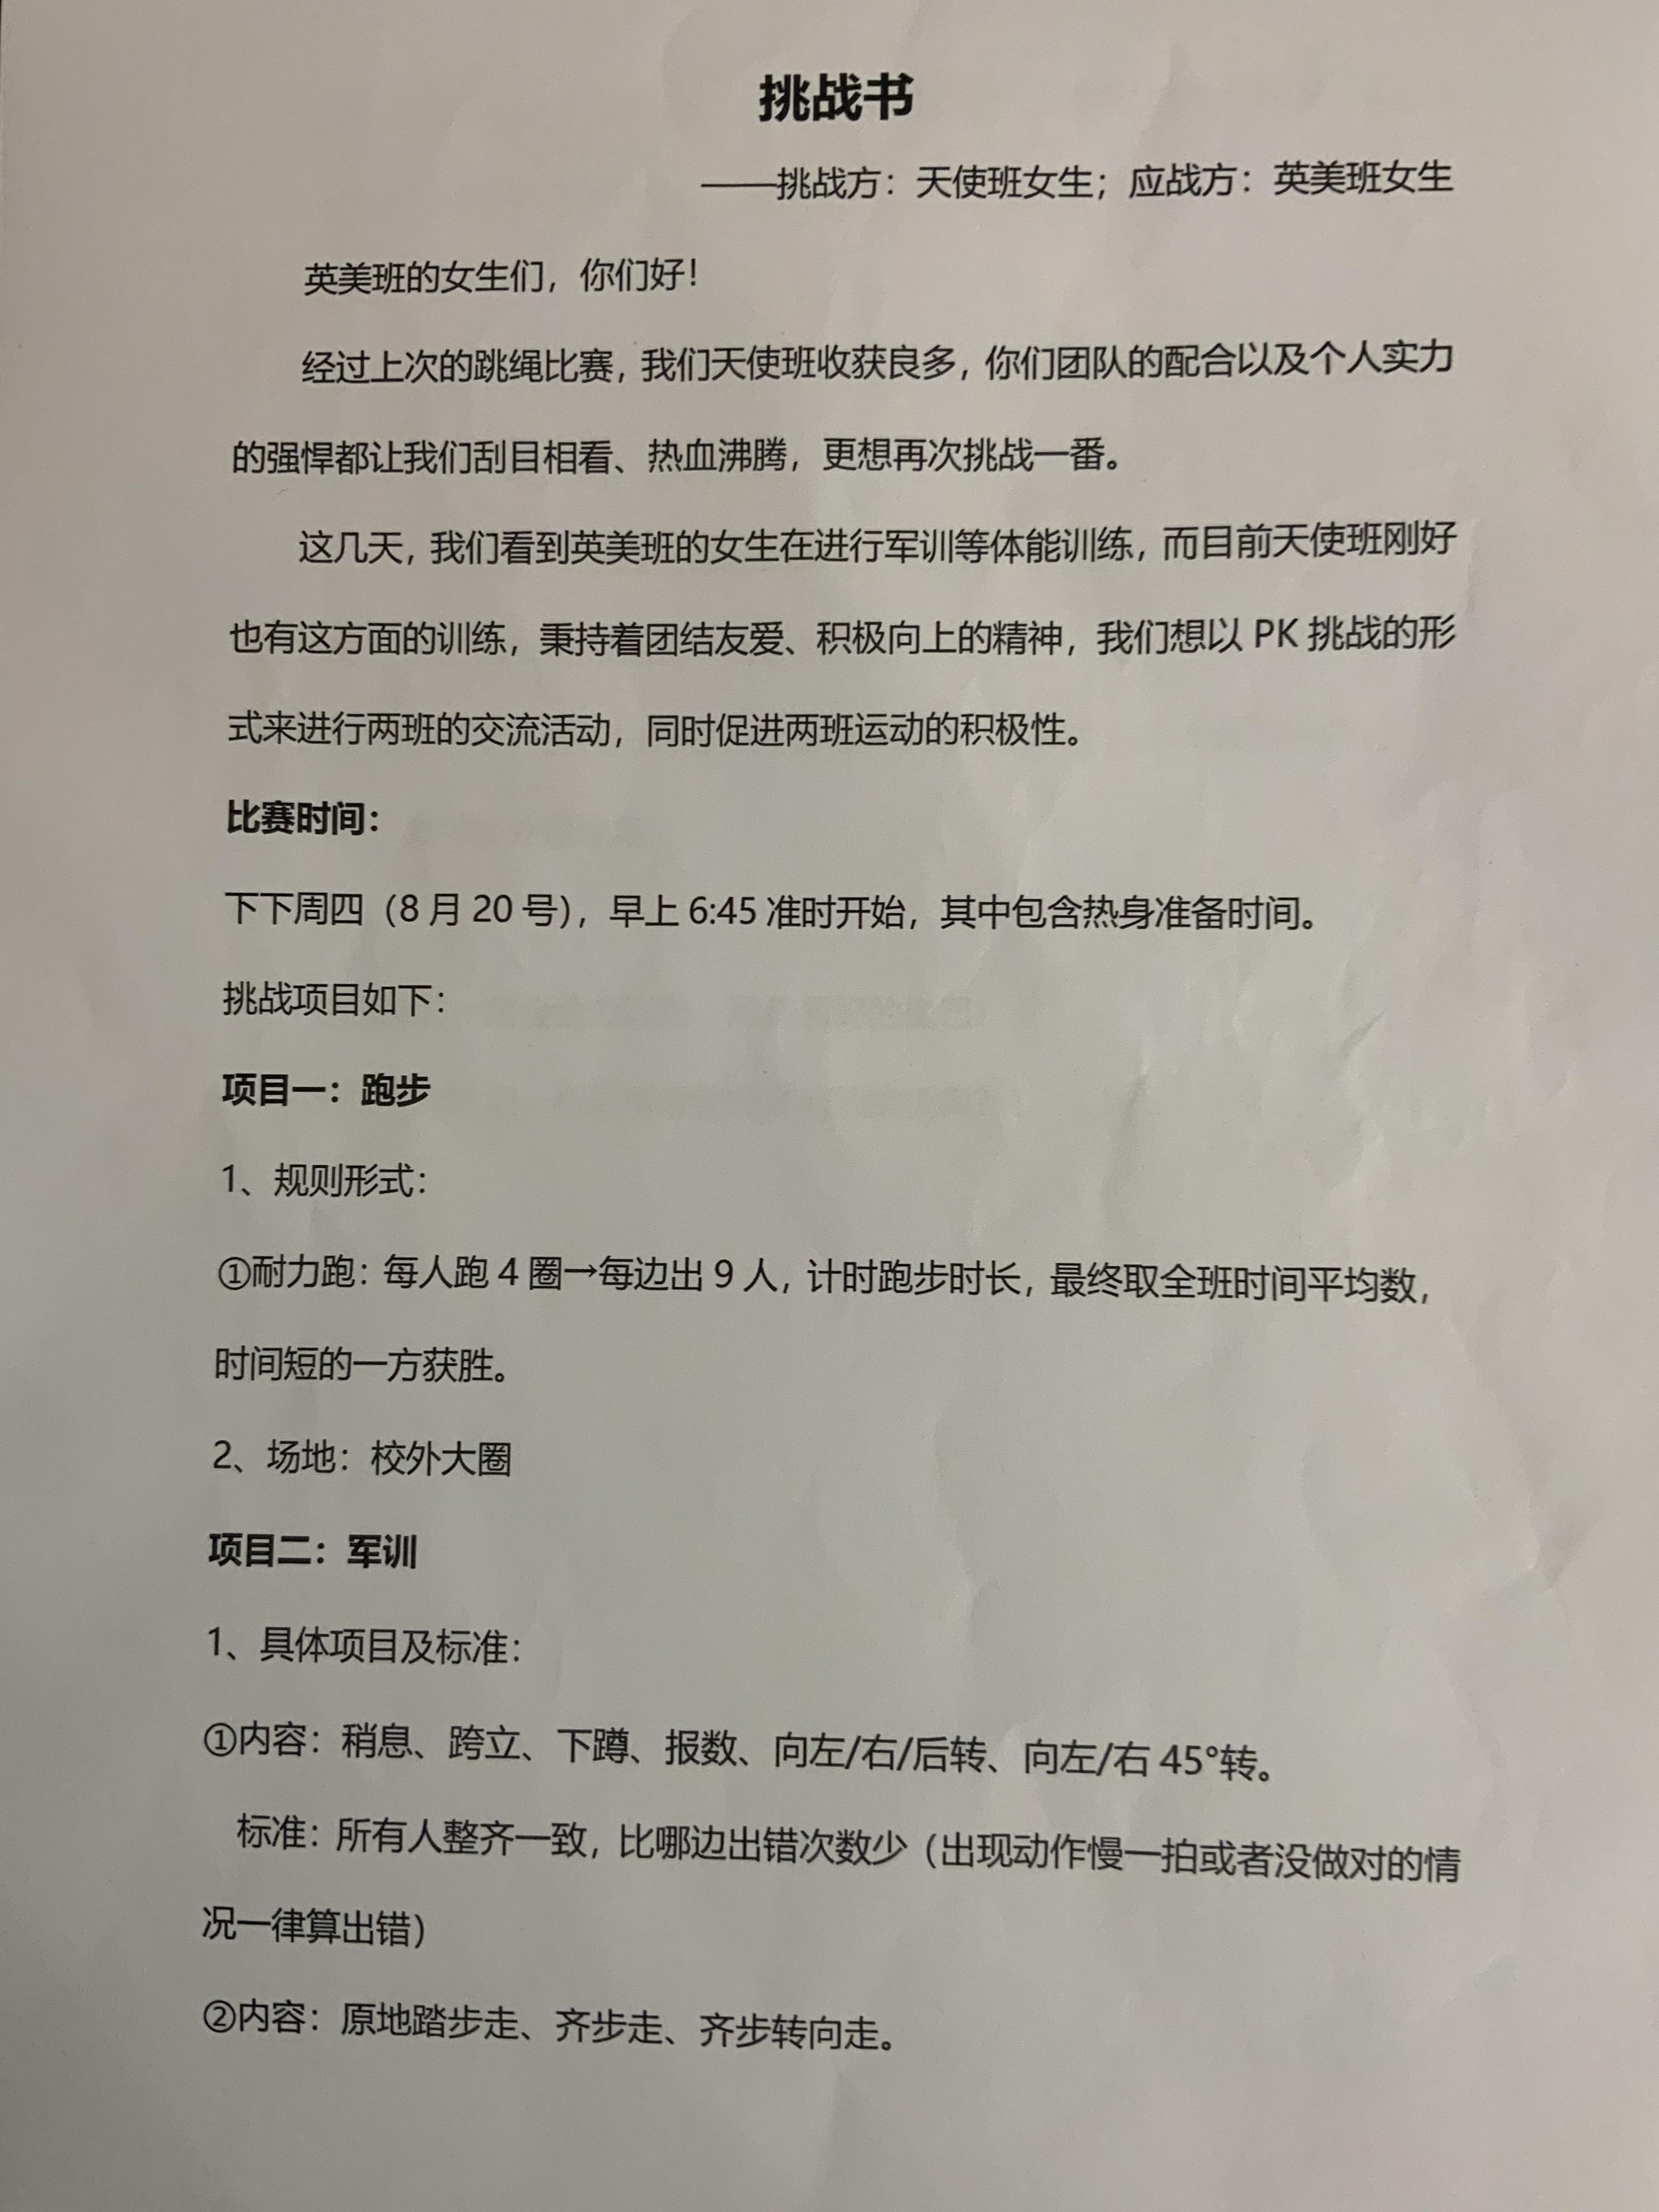 挑战书
——挑战方：天使班女生；应战方：英美班女生
英美班的女生们，你们好！
经过上次的跳绳比赛，我们天使班收获良多，你们团队的配合以及个人实力
的强悍都让我们刮目相看、热血沸腾，更想再次挑战一番。
这几天，我们看到英美班的女生在进行军训等体能训练，而目前天使班刚好
也有这方面的训练，秉持着团结友爱、积极向上的精神，我们想以 PK 挑战的形
式来进行两班的交流活动，同时促进两班运动的积极性。
比赛时间：
下下周四（8 月 20 号），早上 6:45 准时开始，其中包含热身准备时间。
挑战项目如下：
项目一：跑步
1、规则形式：
①耐力跑：每人跑 4 圈→每边出 9 人，计时跑步时长，最终取全班时间平均数，
时间短的一方获胜。
2、场地：校外大圈
项目二：军训
1、具体项目及标准：
①内容：稍息、跨立、下蹲、报数、向左/右/后转、向左/右 45°转。
标准：所有人整齐一致，比哪边出错次数少（出现动作慢一拍或者没做对的情
况一律算出错）
②内容：原地踏步走、齐步走、齐步转向走。